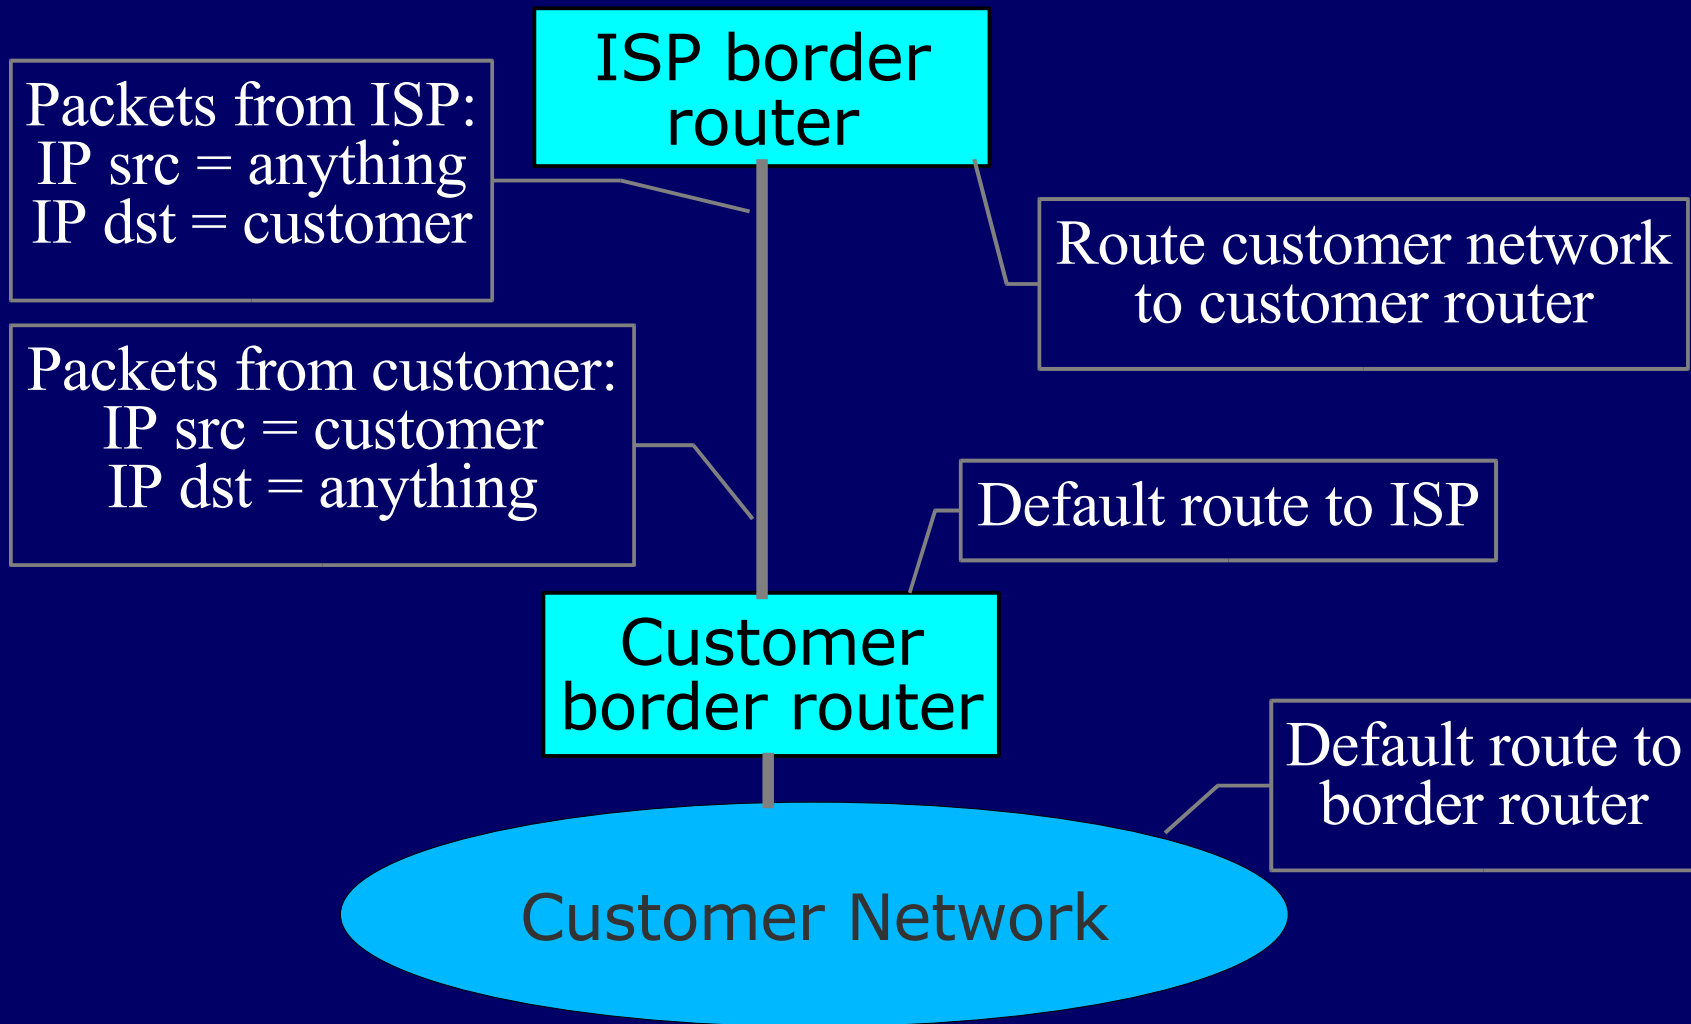 ISP border
router
Packets from ISP:
IP src = anything
IP dst = customer
Route customer network
to customer router
Packets from customer:
IP src = customer
IP dst = anything
Default route to ISP
Customer
border router
Default route to
border router
Customer Network